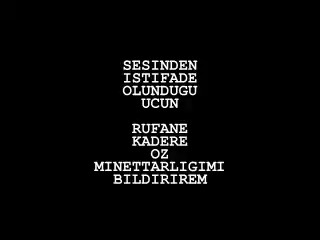 SESINDEN
ISTIFADE
OLUNDUGU
UCUN
RUFANE
KADERE
OZ
MINETTARLIGIMI
BILDIRIREM